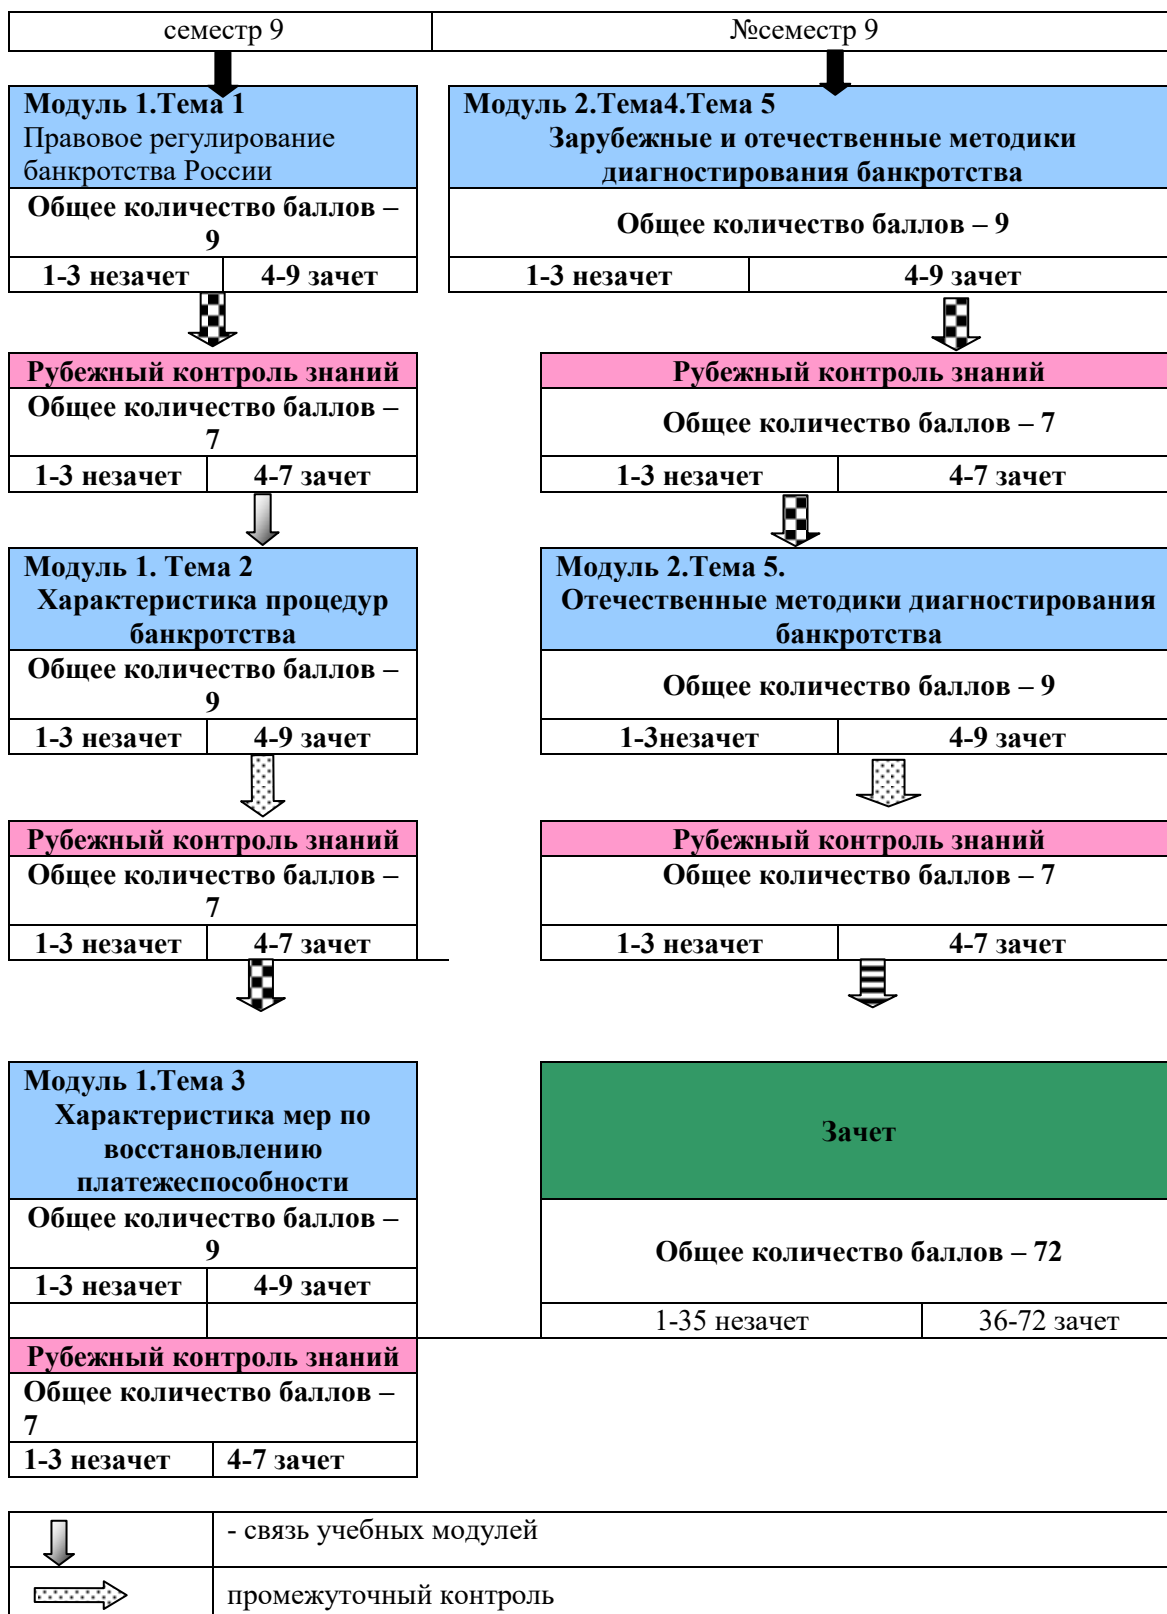 семестр 9
№семестр 9
Модуль 1.Тема 1
Правовое регулирование
банкротства России
Общее количество баллов –
9
1-3 незачет
4-9 зачет
Рубежный контроль знаний
Общее количество баллов –
7
1-3 незачет
4-7 зачет
Модуль 1. Тема 2
Характеристика процедур
банкротства
Общее количество баллов –
9
1-3 незачет
4-9 зачет
Рубежный контроль знаний
Общее количество баллов –
7
1-3 незачет
4-7 зачет
Модуль 1.Тема 3
Характеристика мер по
восстановлению
платежеспособности
Общее количество баллов –
9
1-3 незачет
4-9 зачет
Рубежный контроль знаний
Общее количество баллов –
7
1-3 незачет
4-7 зачет
Модуль 2.Тема4.Тема 5
Зарубежные и отечественные методики
диагностирования банкротства
Общее количество баллов – 9
1-3 незачет
4-9 зачет
Рубежный контроль знаний
Общее количество баллов – 7
1-3 незачет
4-7 зачет
Модуль 2.Тема 5.
Отечественные методики диагностирования
банкротства
Общее количество баллов – 9
1-3незачет
4-9 зачет
Рубежный контроль знаний
Общее количество баллов – 7
1-3 незачет
4-7 зачет
Зачет
Общее количество баллов – 72
1-35 незачет
36-72 зачет
- связь учебных модулей
промежуточный контроль